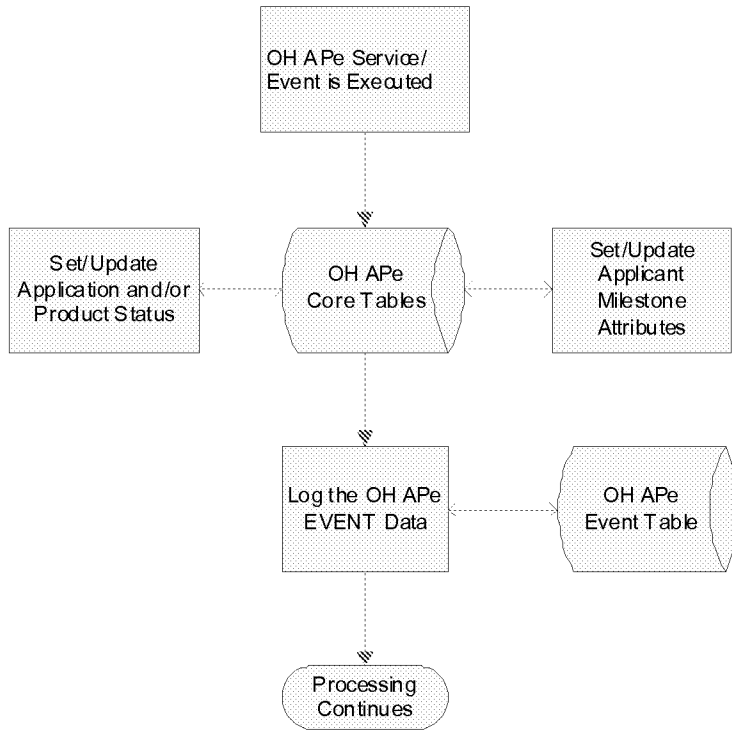 OH APe Service/
Event is Executed
Set/Update
Application and/or
Product Status
OH APe
Core Tables
Set/Update
Applicant
Milestone
Attributes
Log the OH APe
EVENT Data
OH APe
Event Table
Processing
Continues